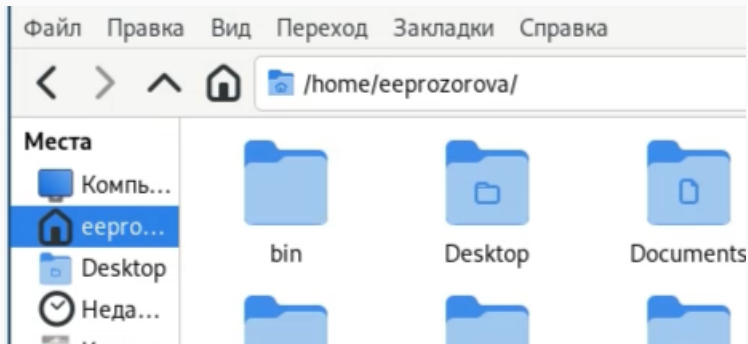 Файл Правка Вид Переход Закладки Справка
/home/eeprozorova/
Места
Компь...
eepro...
Desktop
Неда...
bin
Desktop
Documents